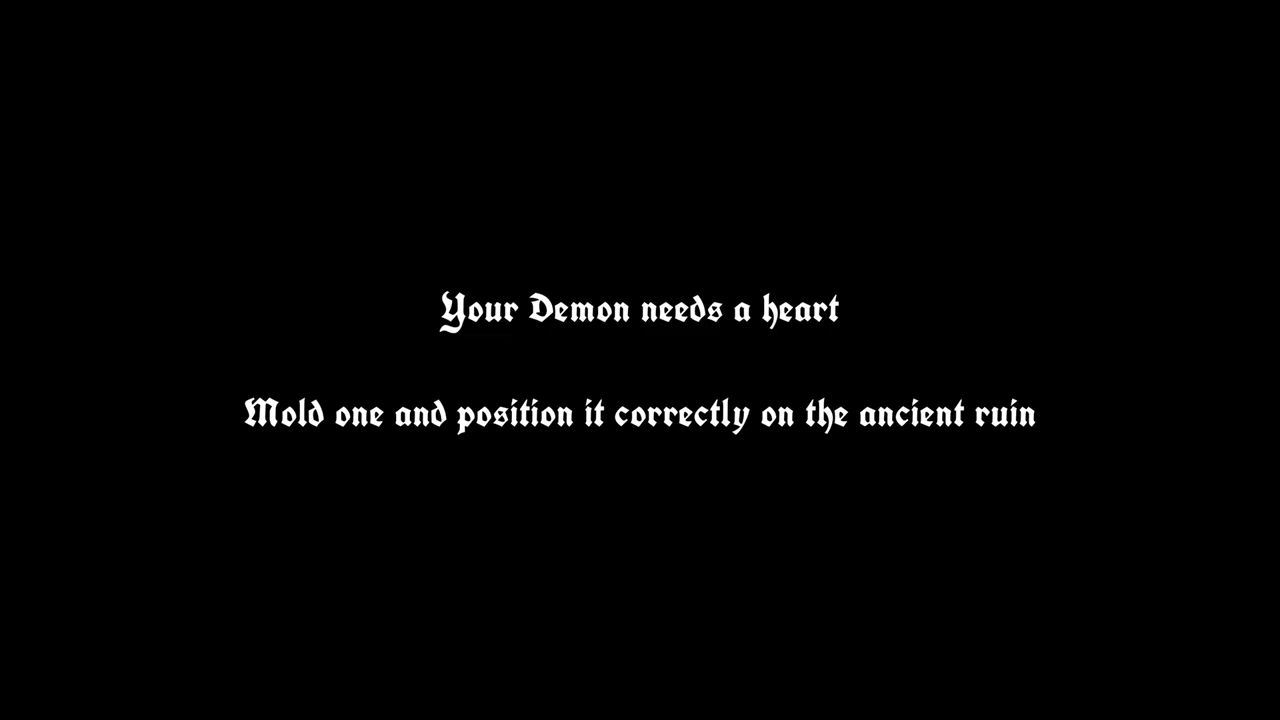 Your Demon needs a heart
Mold one and position it correctly on the ancient ruin